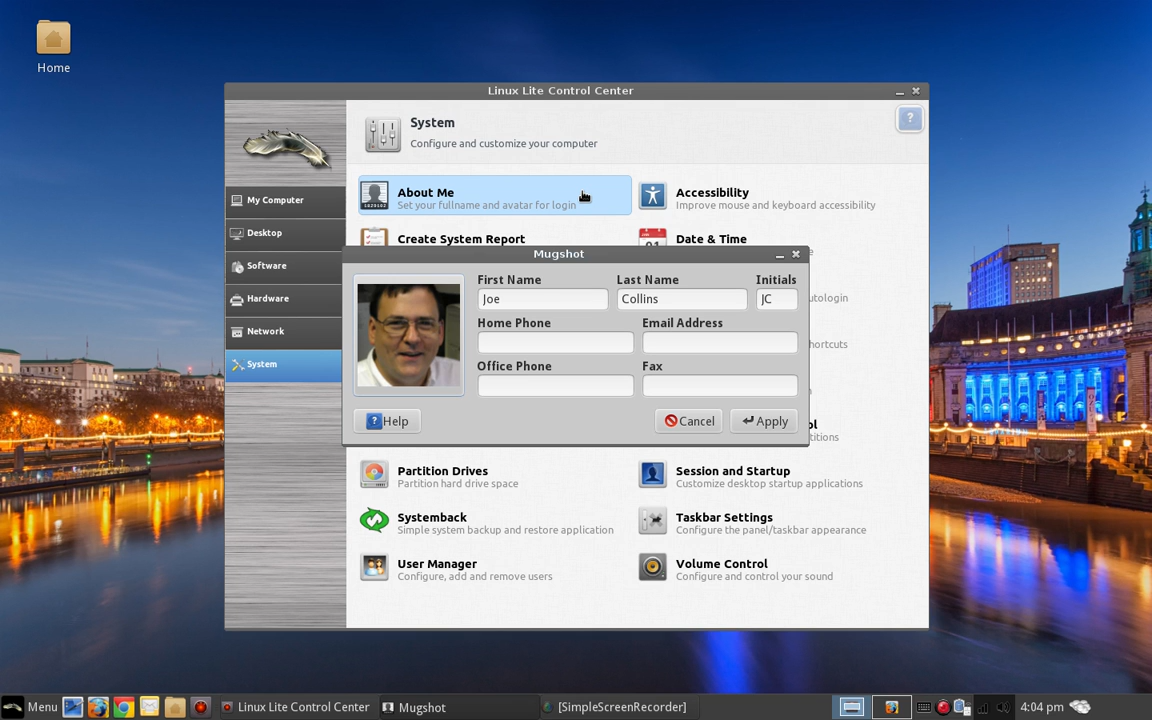 Home
Linux Lite Control Center
System
Configure and customize your computer
?
My Computer
Desktop
Software
Hardware
Network
System
About Me
Set your fullname and avatar for login
Accessibility
Improve mouse and keyboard accessibility
Create System Report
Date & Time
01
Mugshot
First Name
Last Name
Initials
Joe
Collins
JC
Home Phone
Email Address
Office Phone
Fax
Help
Cancel
Apply
utologin
hortcuts
ol
titions
Partition Drives
Partition hard drive space
Session and Startup
Customize desktop startup applications
Systemback
Simple system backup and restore application
Taskbar Settings
Configure the panel/taskbar appearance
User Manager
Configure, add and remove users
Volume Control
Configure and control your sound
Menu
Linux Lite Control Center
Mugshot
[SimpleScreenRecorder]
4:04 pm